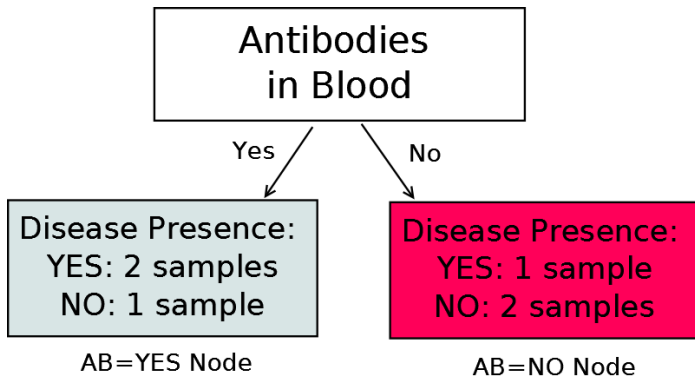 Antibodies
in Blood
Yes
No
Disease Presence:
YES: 2 samples
NO: 1 sample
Disease Presence:
YES: 1 sample
NO: 2 samples
AB=YES Node
AB=NO Node